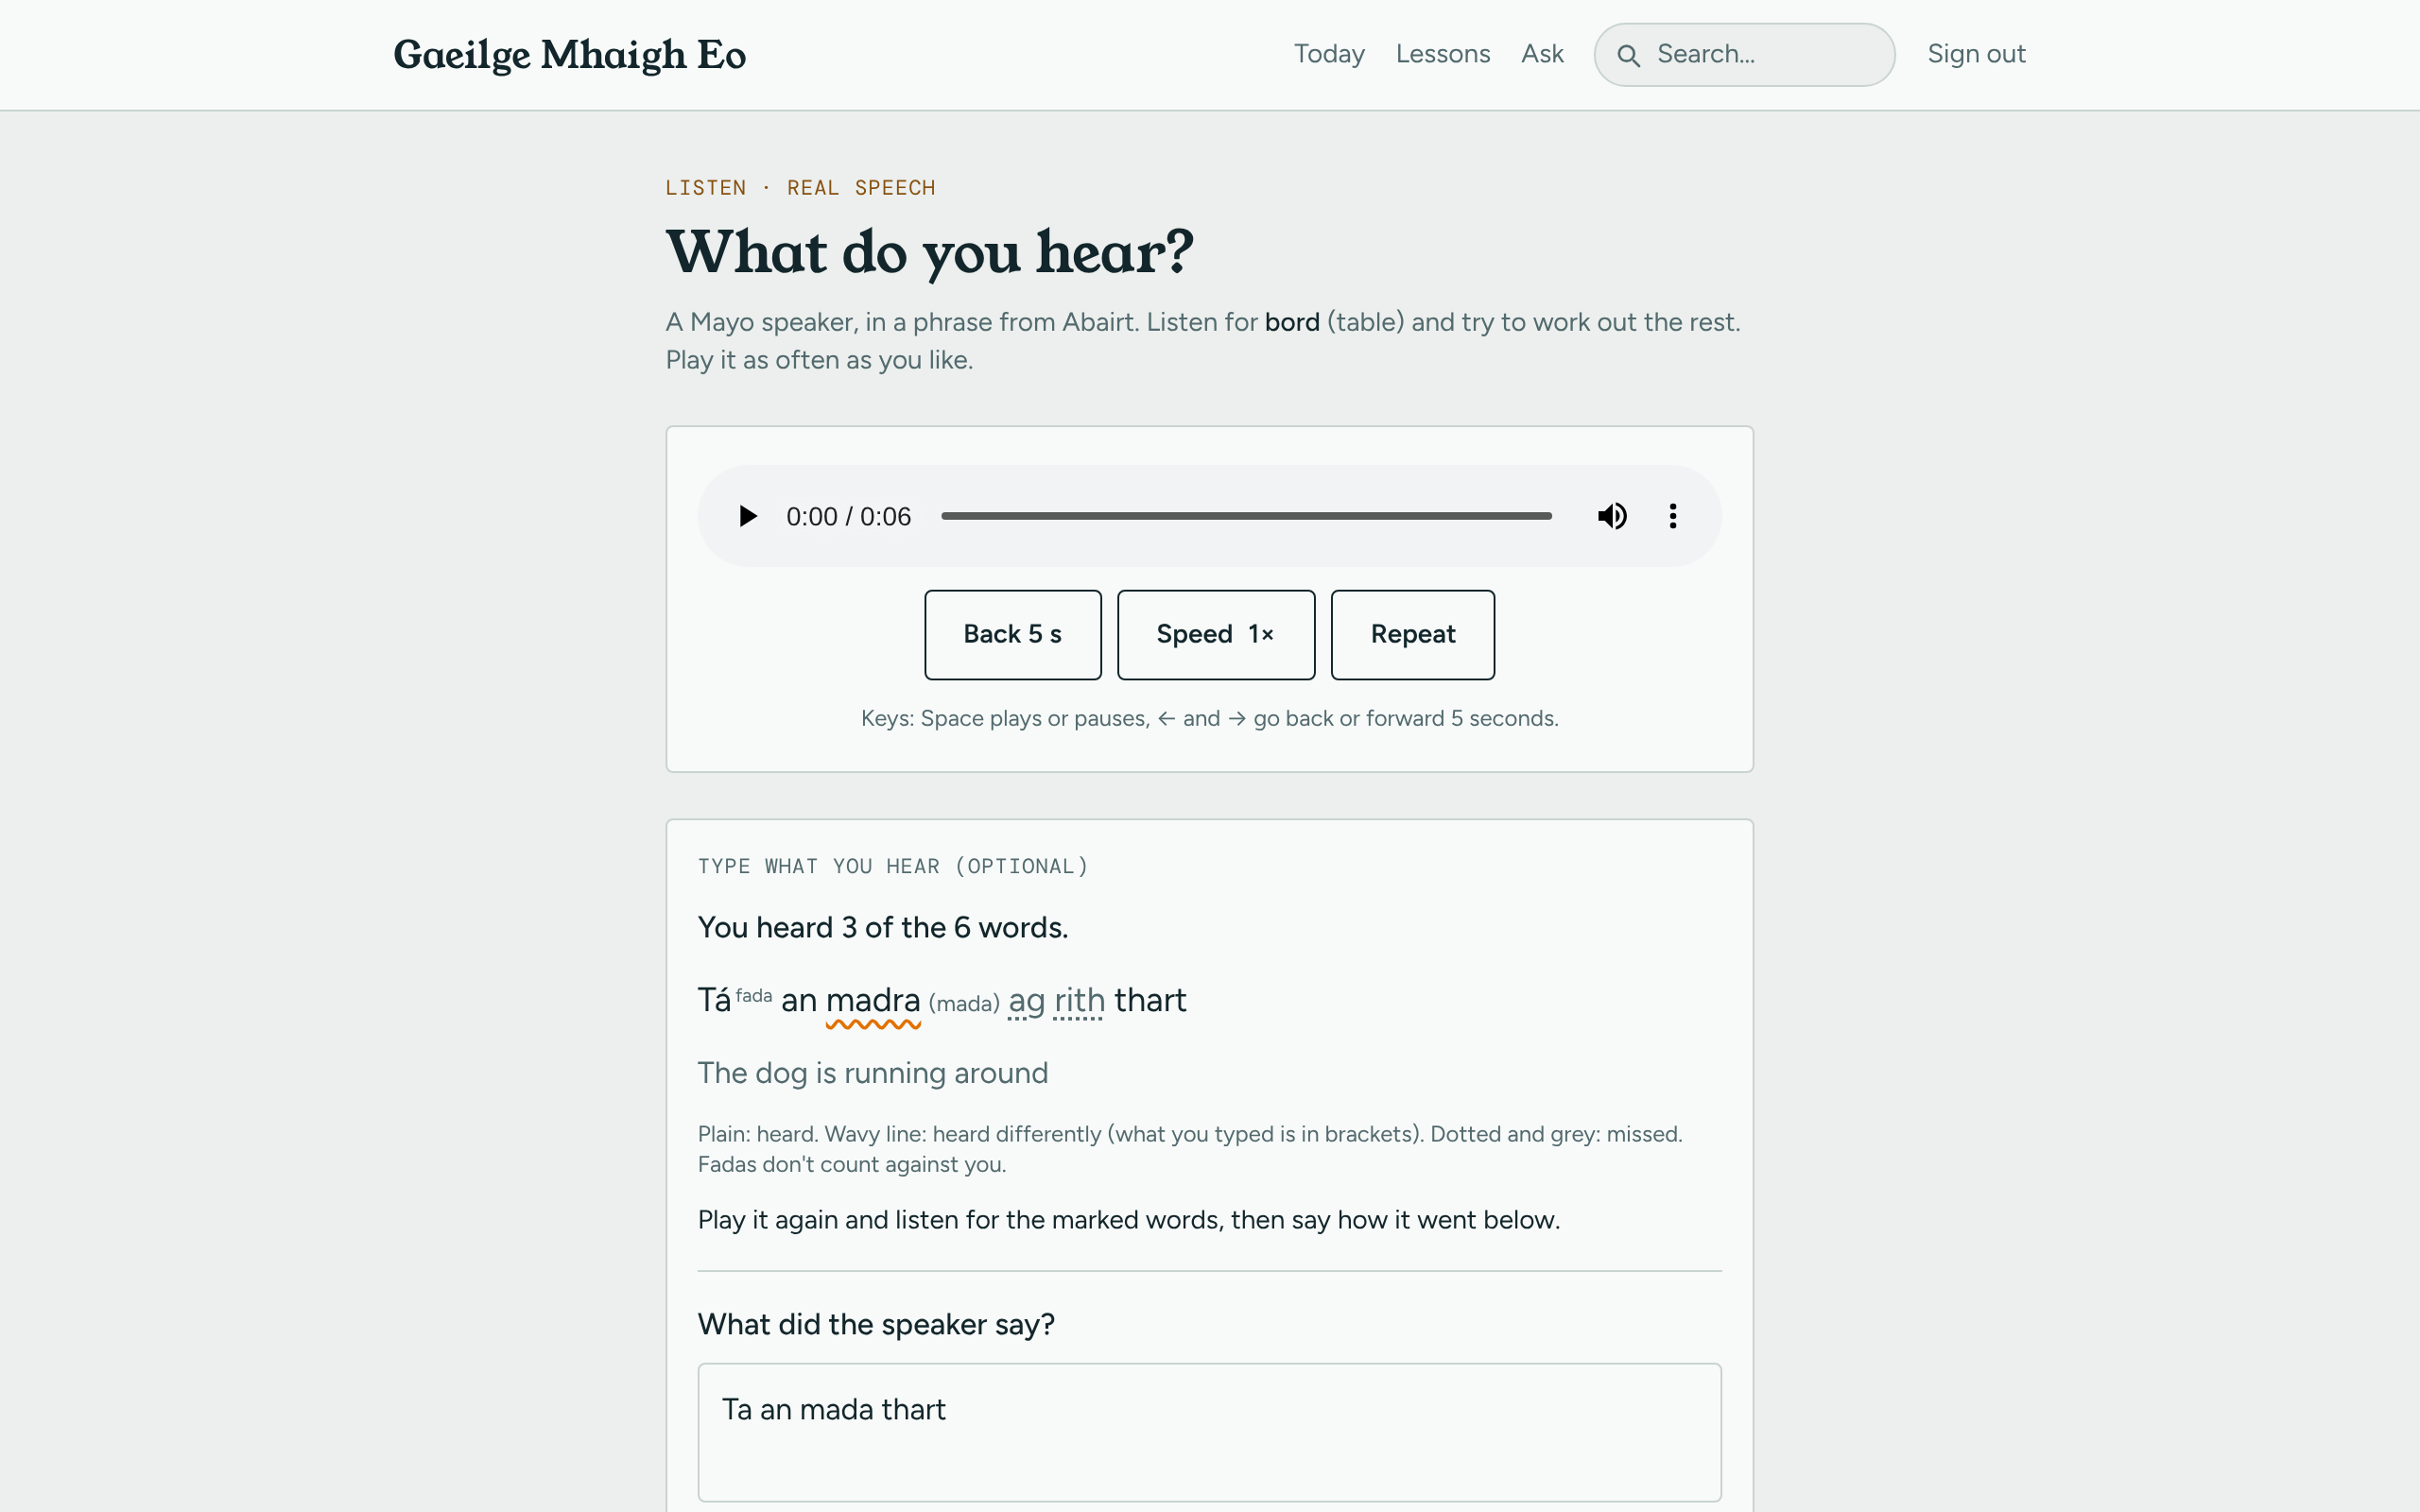 Gaeilge Mhaigh Eo
Today Lessons Ask Search... Sign out
LISTEN · REAL SPEECH
What do you hear?
A Mayo speaker, in a phrase from Abairt. Listen for bord (table) and try to work out the rest.
Play it as often as you like.
0:00 / 0:06
Back 5 s Speed 1× Repeat
Keys: Space plays or pauses, ← and → go back or forward 5 seconds.
TYPE WHAT YOU HEAR (OPTIONAL)
You heard 3 of the 6 words.
Tá fada an madra (mada) ag rith thart
The dog is running around
Plain: heard. Wavy line: heard differently (what you typed is in brackets). Dotted and grey: missed.
Fadas don't count against you.
Play it again and listen for the marked words, then say how it went below.
What did the speaker say?
Ta an mada thart